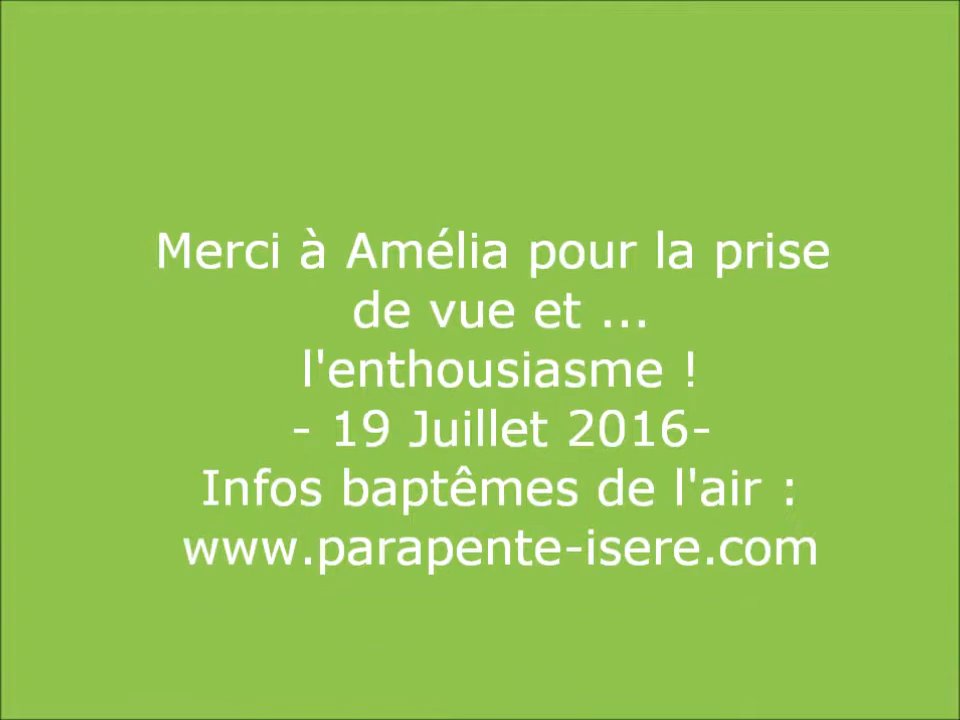 Merci à Amélia pour la prise
de vue et ...
l'enthousiasme !
- 19 Juillet 2016-
Infos baptêmes de l'air :
www.parapente-isere.com